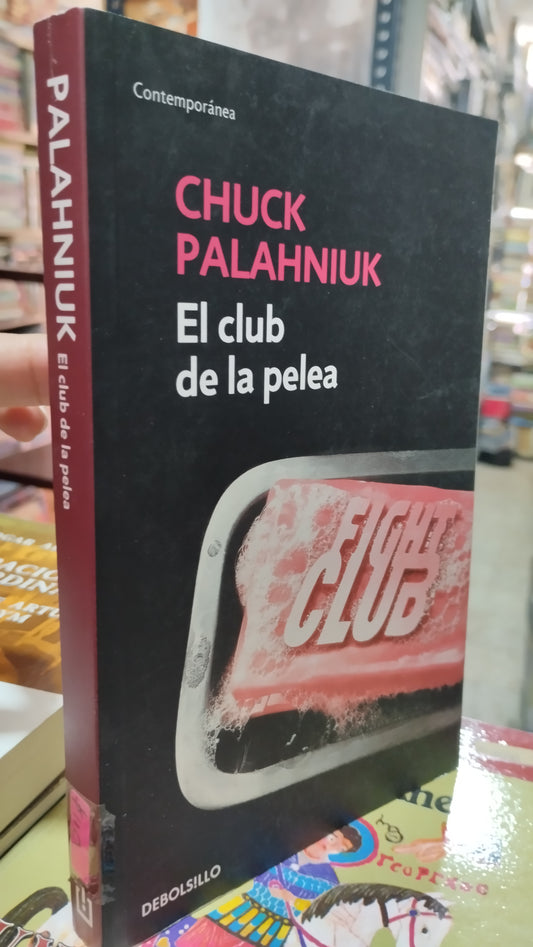 Contemporánea
CHUCK
PALAHNIUK
El club
de la pelea
FIGHT
CLUB
DEBOLSILLO
PALAHNIUK El club de la pelea